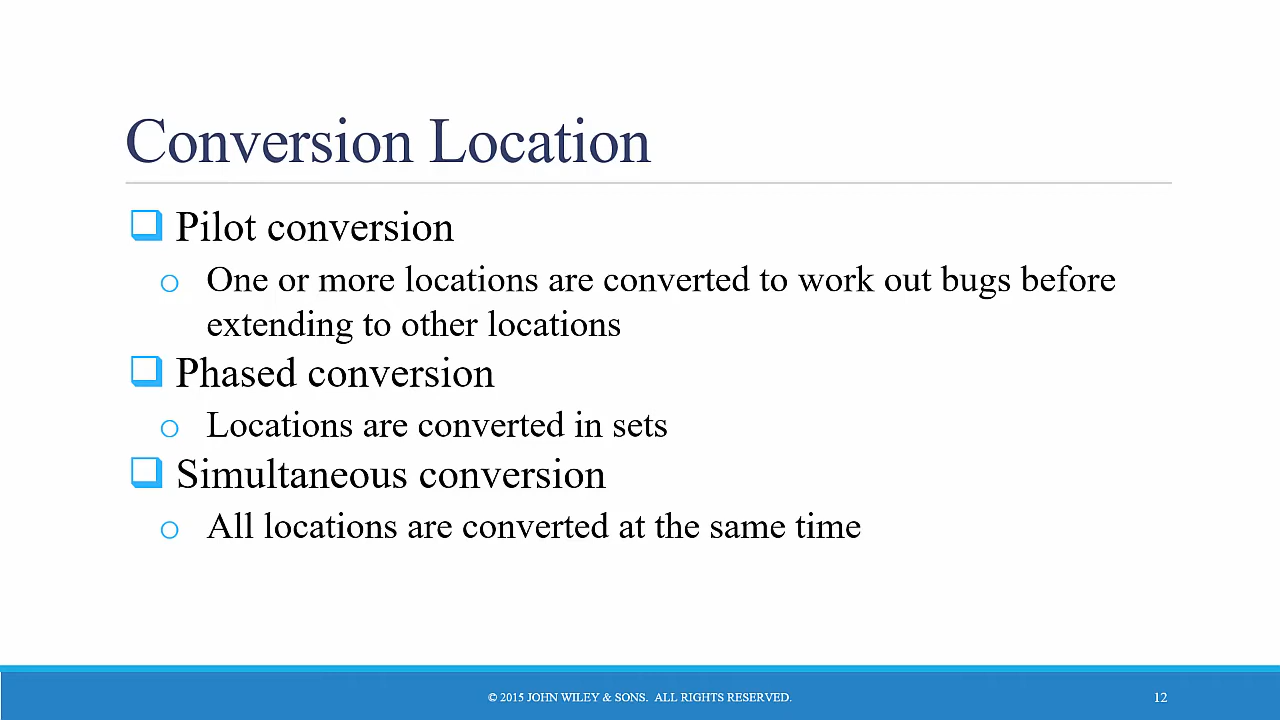 Conversion Location
Pilot conversion
One or more locations are converted to work out bugs before
extending to other locations
Phased conversion
Locations are converted in sets
Simultaneous conversion
All locations are converted at the same time
© 2015 JOHN WILEY & SONS. ALL RIGHTS RESERVED.
12